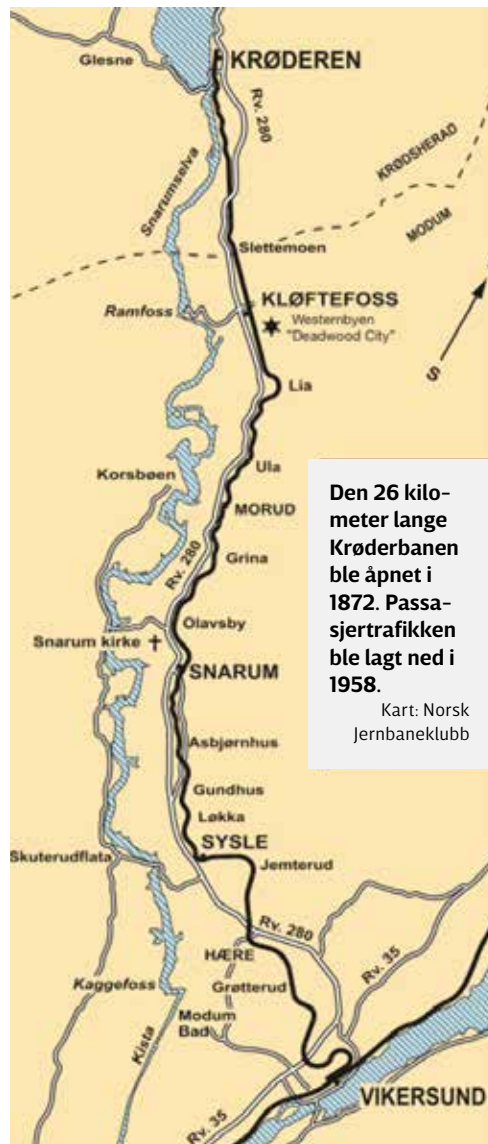 Glesne
KRØDEREN
Rv. 280
Snarumselva
KRØDSHERAD
MODUM
Slettemoen
KLØFTEFOSS
Ramfoss
Westernbyen
"Deadwood City"
S
Lia
Ula
Korsbøen
MORUD
Rv. 280
Grina
Olavsby
Snarum kirke
SNARUM
Asbjørnhus
Gundhus
Løkka
SYSLE
Skuterudflata
Jemterud
Rv. 280
HÆRE
Rv. 35
Kaggefoss
Grøtterud
Modum
Bad
Kista
VIKERSUND
Rv. 35
Den 26 kilo-
meter lange
Krøderbanen
ble åpnet i
1872. Passa-
sjertrafikken
ble lagt ned i
1958.
Kart: Norsk
Jernbaneklubb